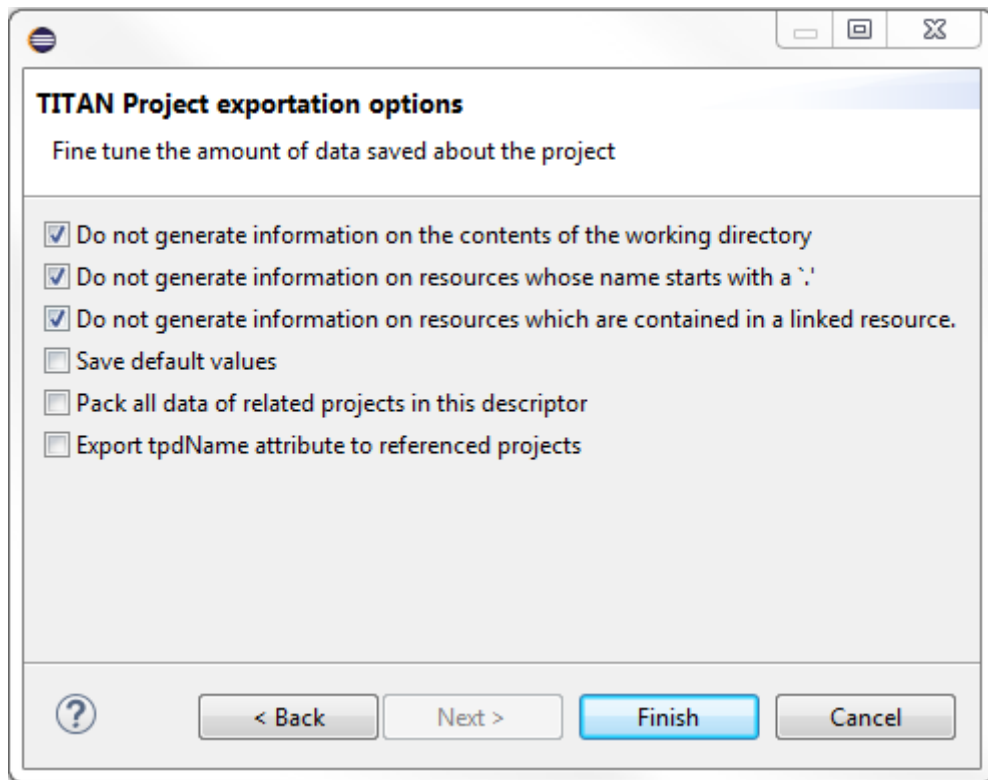 TITAN Project exportation options
Fine tune the amount of data saved about the project
Do not generate information on the contents of the working directory
Do not generate information on resources whose name starts with a `.'
Do not generate information on resources which are contained in a linked resource.
Save default values
Pack all data of related projects in this descriptor
Export tpdName attribute to referenced projects
? < Back Next > Finish Cancel